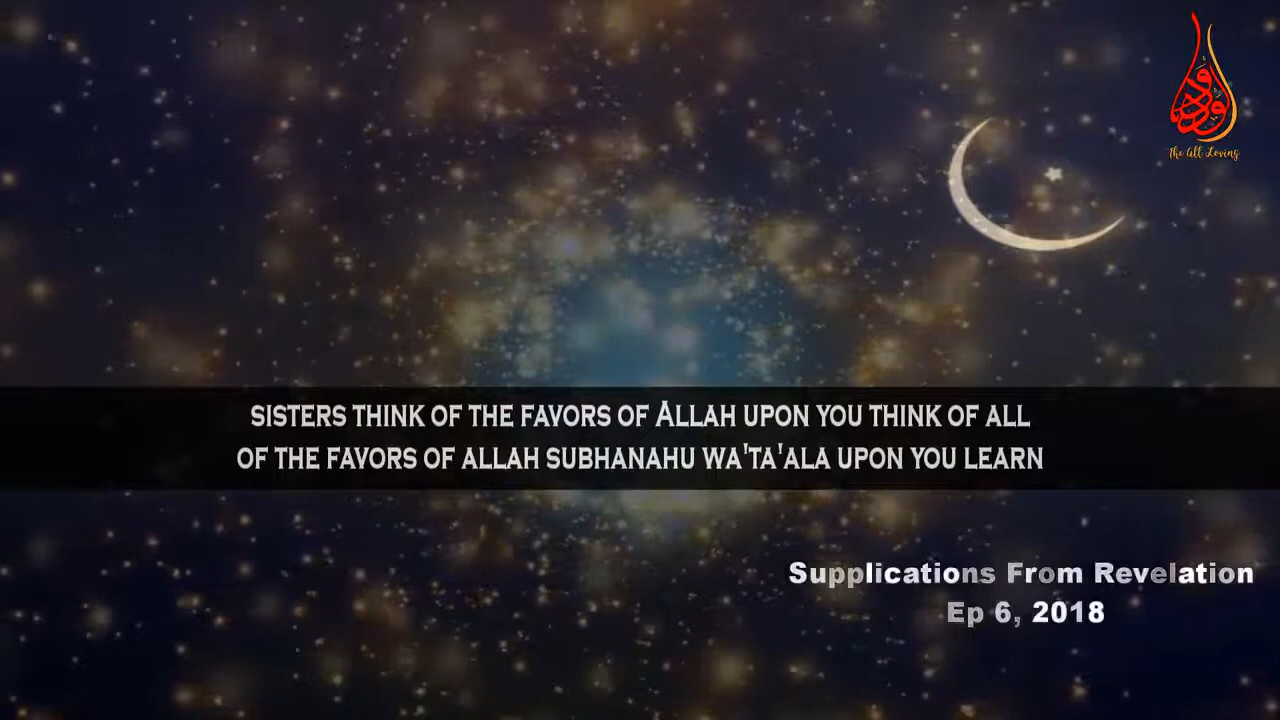 الودود
The All Loving
SISTERS THINK OF THE FAVORS OF ALLAH UPON YOU THINK OF ALL
OF THE FAVORS OF ALLAH SUBHANAHU WA'TA'ALA UPON YOU LEARN
Supplications From Revelation
Ep 6, 2018